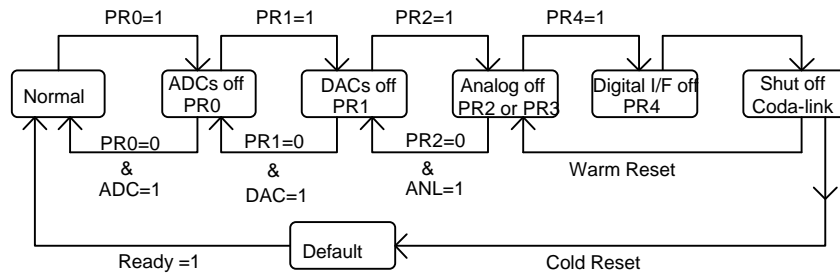 PR0=1
PR1=1
PR2=1
PR4=1
Normal
ADCs off
PR0
DACs off
PR1
Analog off
PR2 or PR3
Digital I/F off
PR4
Shut off
Coda-link
PR0=0
&
ADC=1
PR1=0
&
DAC=1
PR2=0
&
ANL=1
Warm Reset
Ready =1
Default
Cold Reset